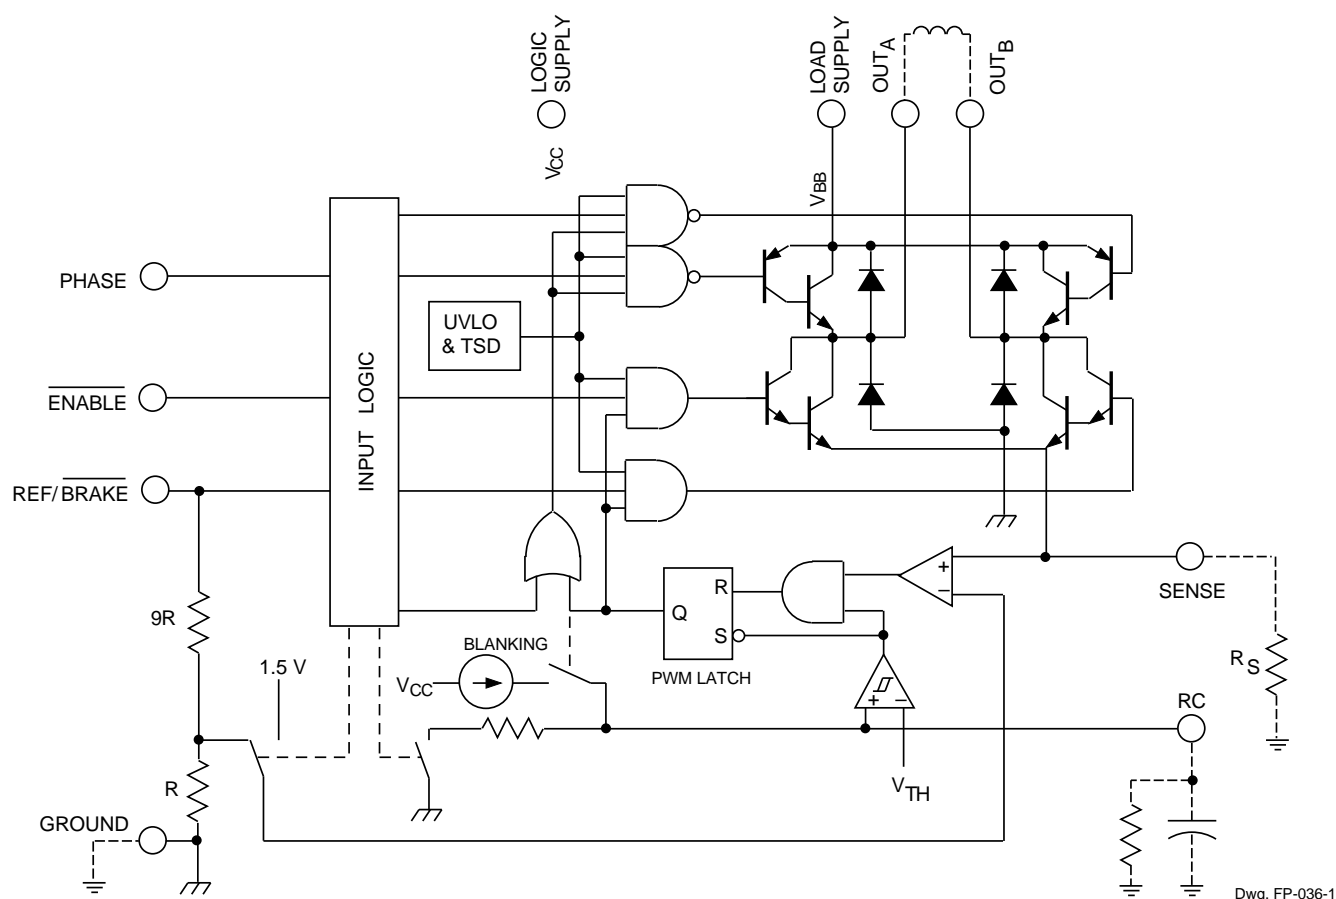 LOGIC
SUPPLY
VCC
LOAD
SUPPLY
VBB
OUTA
OUTB
PHASE
ENABLE
REF/BRAKE
INPUT LOGIC
UVLO
& TSD
9R
1.5 V
R
GROUND
BLANKING
VCC
Q
R
S
PWM LATCH
+
−
+ −
VTH
SENSE
RS
RC
Dwg. FP-036-1